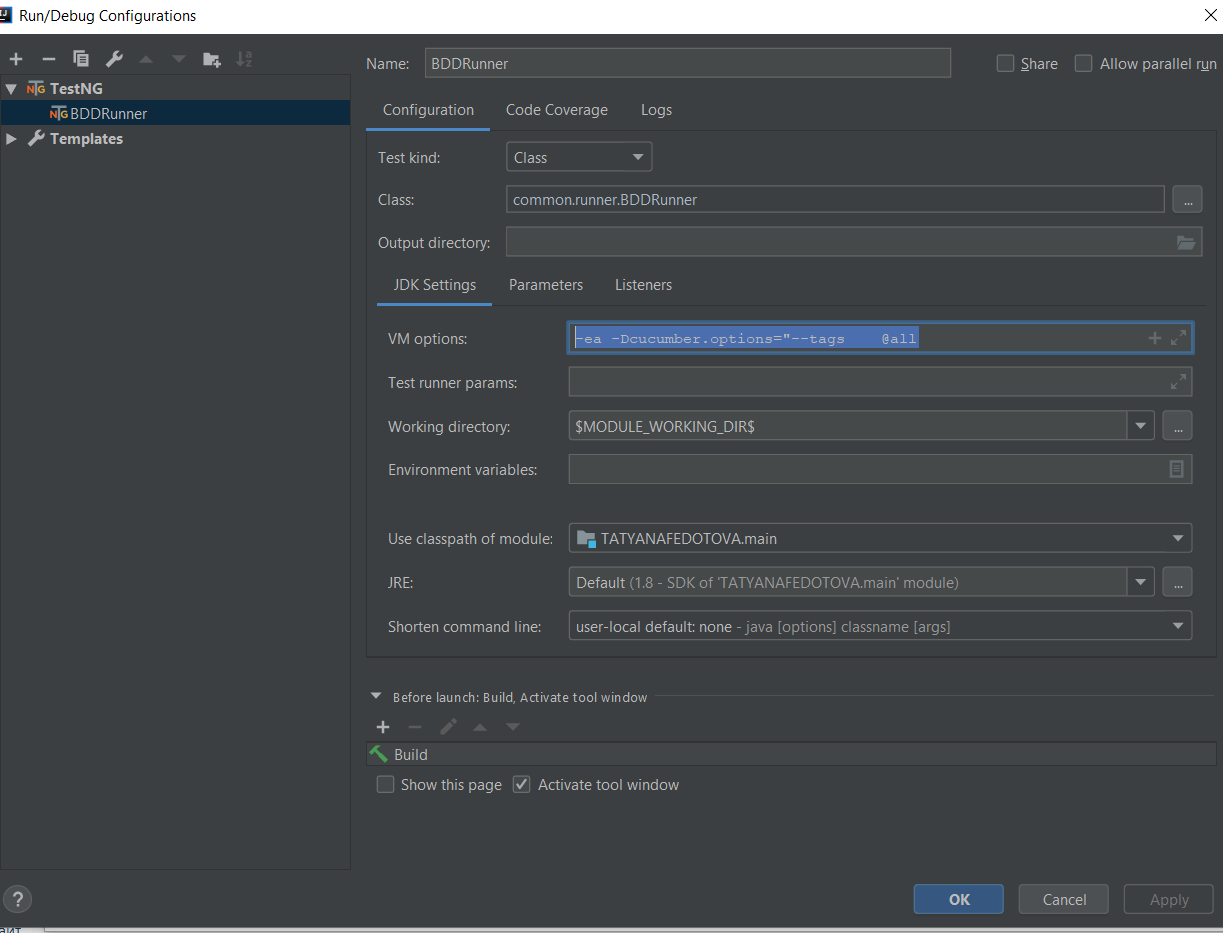 Run/Debug Configurations
Name: BDDRunner Share Allow parallel run
TestNG
BDDRunner
Templates
Configuration Code Coverage Logs
Test kind: Class
Class: common.runner.BDDRunner ...
Output directory:
JDK Settings Parameters Listeners
VM options: -ea -Dcucumber.options="--tags @all
Test runner params:
Working directory: $MODULE_WORKING_DIR$ ...
Environment variables:
Use classpath of module: TATYANAFEDOTOVA.main
JRE: Default (1.8 - SDK of 'TATYANAFEDOTOVA.main' module) ...
Shorten command line: user-local default: none - java [options] classname [args]
Before launch: Build, Activate tool window
Build
Show this page Activate tool window
? OK Cancel Apply